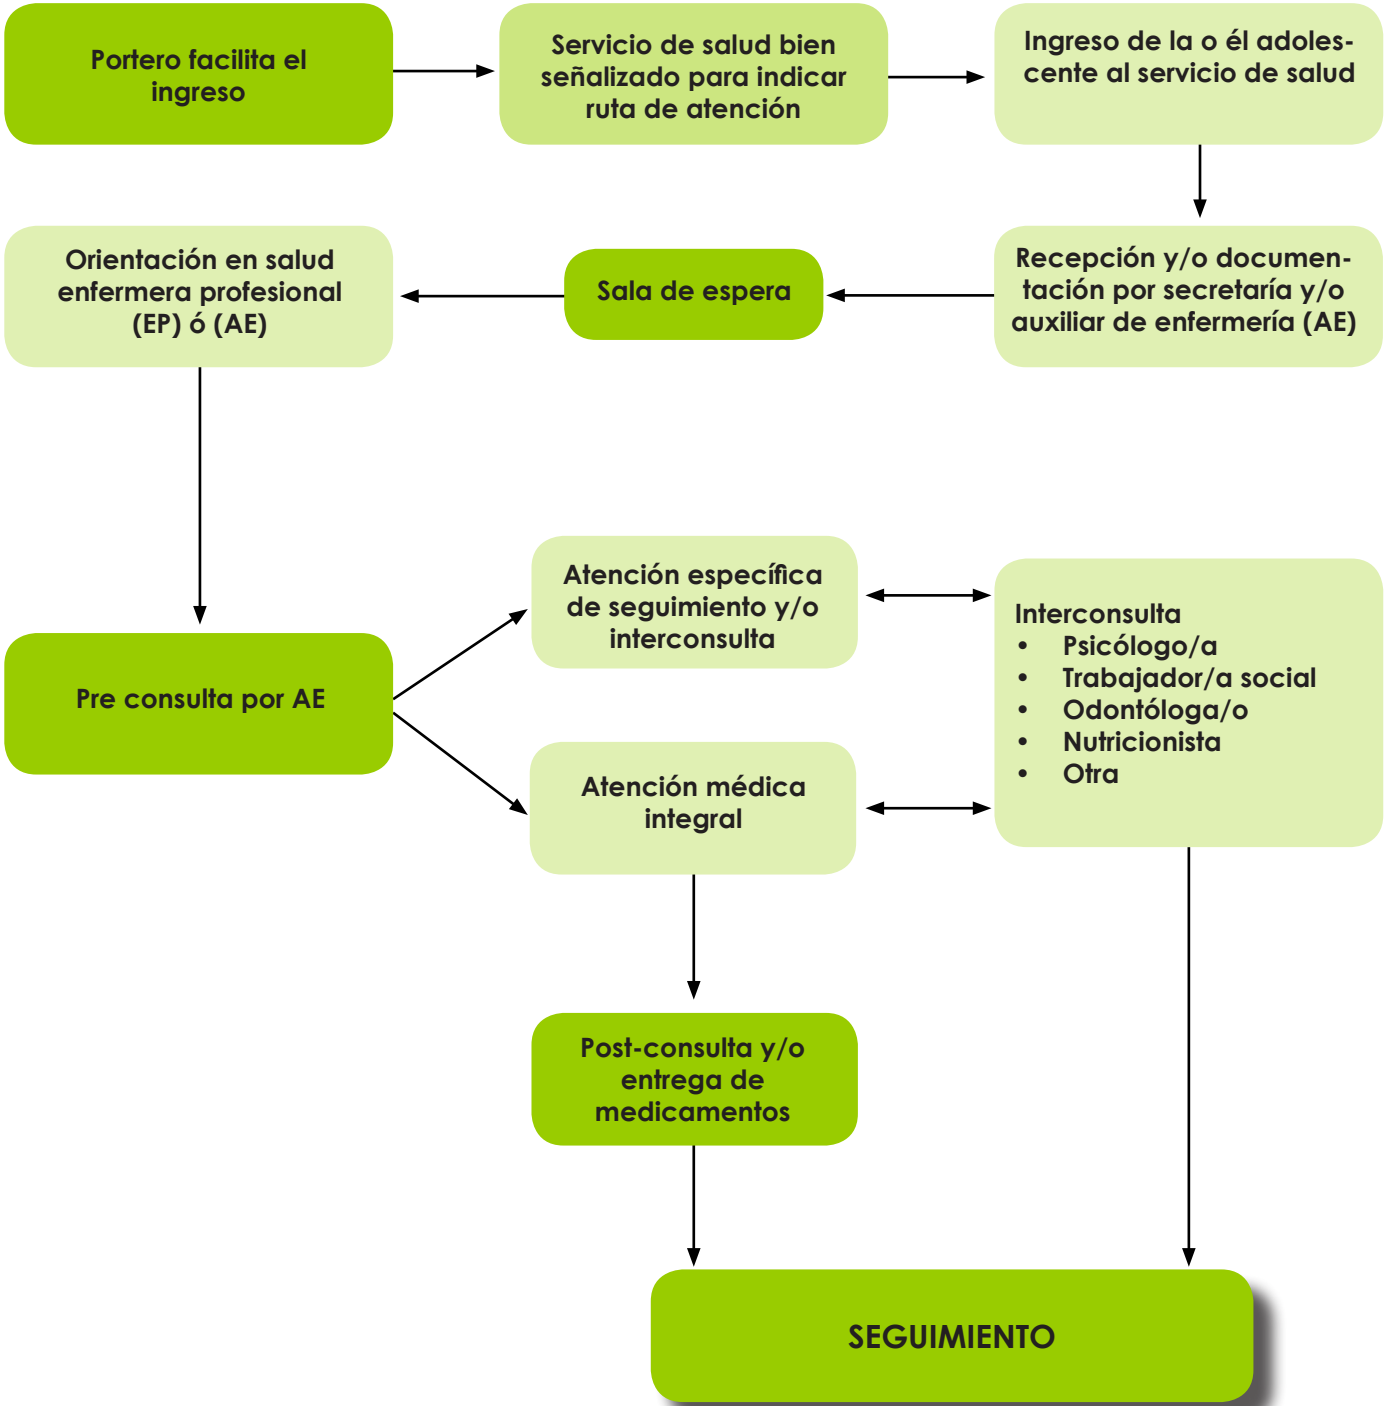 Portero facilita el
ingreso
Servicio de salud bien
señalizado para indicar
ruta de atención
Ingreso de la o él adoles-
cente al servicio de salud
Recepción y/o documen-
tación por secretaría y/o
auxiliar de enfermería (AE)
Sala de espera
Orientación en salud
enfermera profesional
(EP) ó (AE)
Pre consulta por AE
Atención específica
de seguimiento y/o
interconsulta
Atención médica
integral
Interconsulta
• Psicólogo/a
• Trabajador/a social
• Odontóloga/o
• Nutricionista
• Otra
Post-consulta y/o
entrega de
medicamentos
SEGUIMIENTO